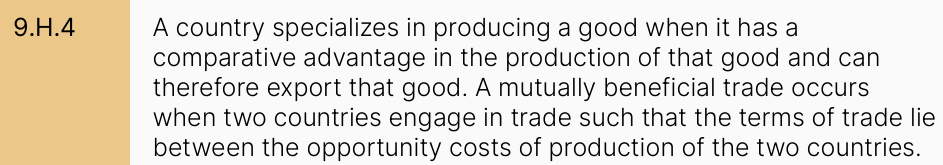 9.H.4
A country specializes in producing a good when it has a
comparative advantage in the production of that good and can
therefore export that good. A mutually beneficial trade occurs
when two countries engage in trade such that the terms of trade lie
between the opportunity costs of production of the two countries.